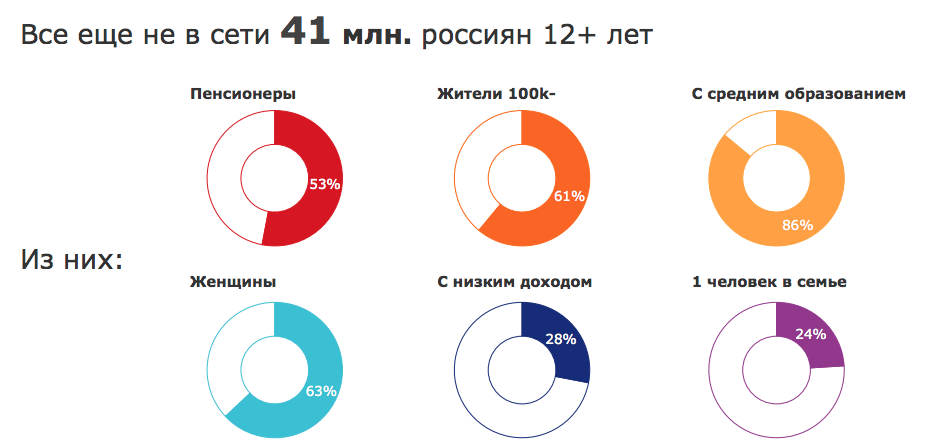 Все еще не в сети 41 млн. россиян 12+ лет
Пенсионеры
Жители 100k-
С средним образованием
53%
61%
86%
Из них:
Женщины
С низким доходом
1 человек в семье
63%
28%
24%